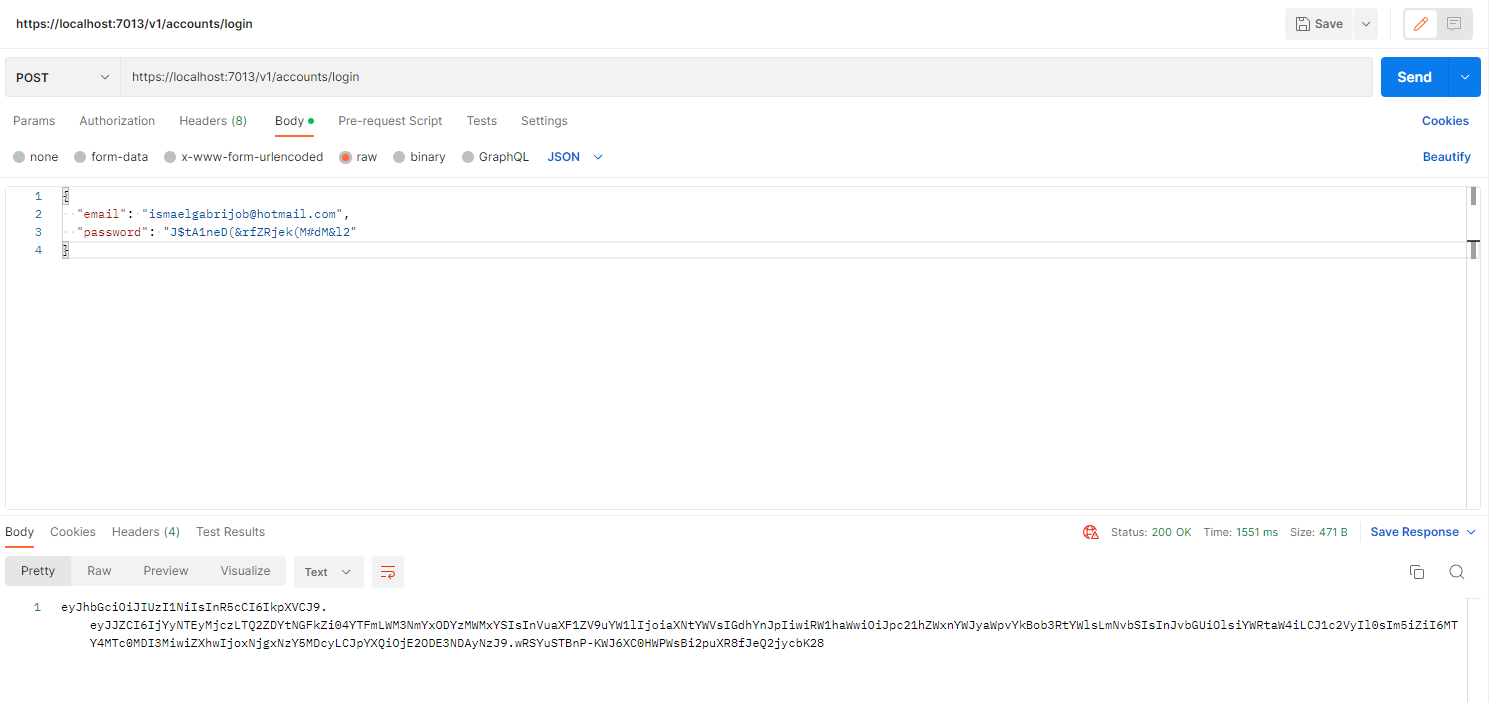 https://localhost:7013/v1/accounts/login
Save
POST
https://localhost:7013/v1/accounts/login
Send
Params Authorization Headers (8) Body Pre-request Script Tests Settings Cookies
none form-data x-www-form-urlencoded raw binary GraphQL JSON Beautify
1 {
2 "email": "ismaelgabrijob@hotmail.com",
3 "password": "J$tA1neD(&rfZRjek(M#dM&l2"
4 }
Body Cookies Headers (4) Test Results Status: 200 OK Time: 1551 ms Size: 471 B Save Response
Pretty Raw Preview Visualize Text
1 eyJhbGciOiJIUzI1NiIsInR5cCI6IkpXVCJ9.
eyJJZCI6IjYyNTEyMjczLTQ2ZDYtNGFkZi04YTFmLWM3NmYxODYzMWMxYSIsInVuaXF1ZV9uYW1lIjoiaXNtYWVsIGdhYnJpIiwiRW1haWwiOiJpc21hZWxnYWJyaWpvYkBob3RtYWlsLmNvbSIsInJvbGUiOlsiYWRtaW4iLCJ1c2VyIl0sIm5iZiI6MT
Y4MTc0MDI3MiwiZXhwIjoxNjgxNzY5MDcyLCJpYXQiOjE2ODE3NDAyNzJ9.wRSYuSTBnP-KWJ6XC0HWPWsBi2puXR8fJeQ2jycbK28